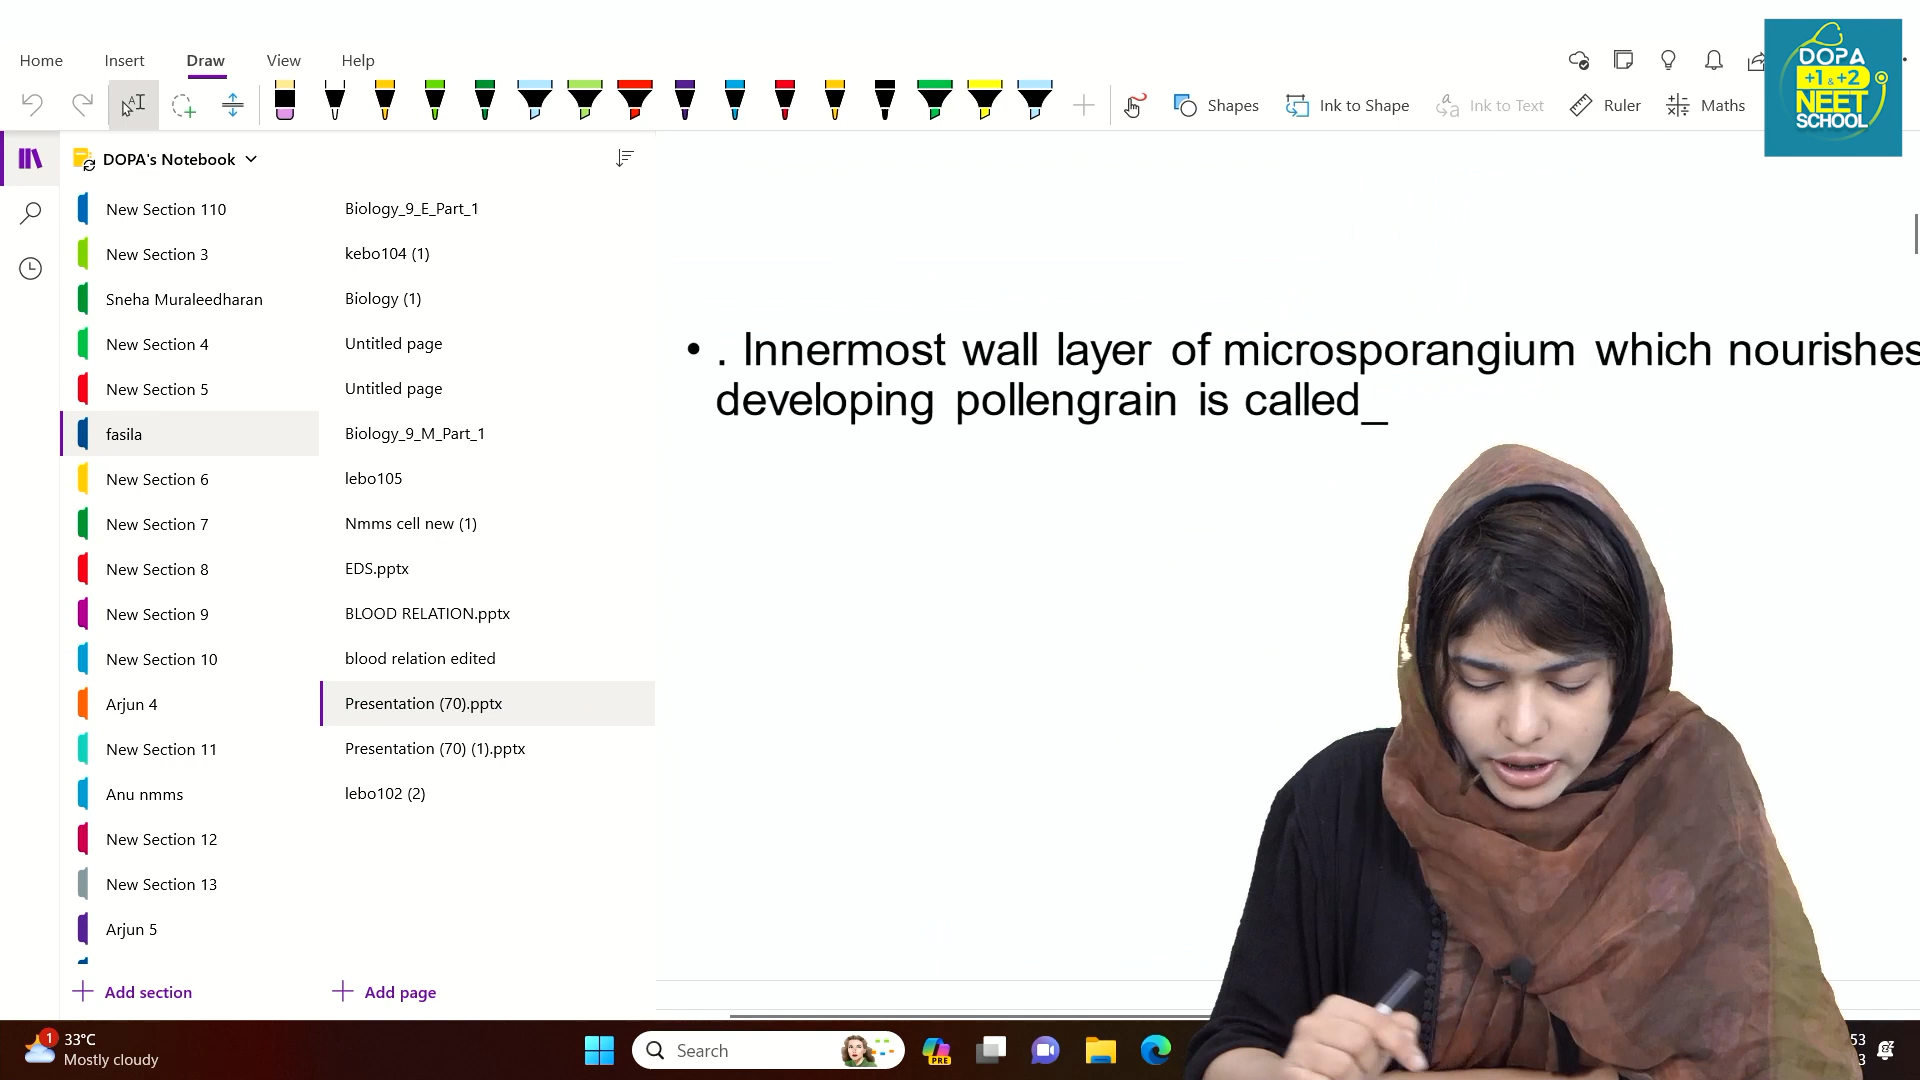 Home
Insert
Draw
View
Help
Shapes
Ink to Shape
Ink to Text
Ruler
Maths
DOPA
+1 & +2
NEET
SCHOOL
DOPA's Notebook
New Section 110
New Section 3
Sneha Muraleedharan
New Section 4
New Section 5
fasila
New Section 6
New Section 7
New Section 8
New Section 9
New Section 10
Arjun 4
New Section 11
Anu nmms
New Section 12
New Section 13
Arjun 5
Add section
Biology_9_E_Part_1
kebo104 (1)
Biology (1)
Untitled page
Untitled page
Biology_9_M_Part_1
lebo105
Nmms cell new (1)
EDS.pptx
BLOOD RELATION.pptx
blood relation edited
Presentation (70).pptx
Presentation (70) (1).pptx
lebo102 (2)
Add page
• . Innermost wall layer of microsporangium which nourishes
developing pollengrain is called_
1
33°C
Mostly cloudy
Search
PRE
53
3